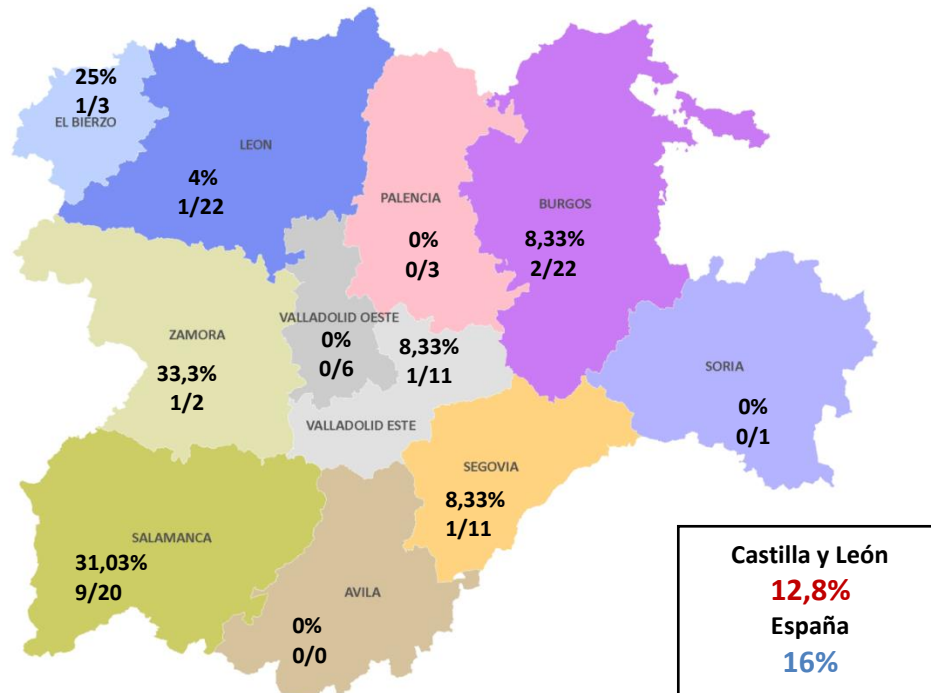 25%
1/3
EL BIERZO
LEON
4%
1/22
PALENCIA
0%
0/3
BURGOS
8,33%
2/22
ZAMORA
33,3%
1/2
VALLADOLID OESTE
0%
0/6
8,33%
1/11
VALLADOLID ESTE
SORIA
0%
0/1
SEGOVIA
8,33%
1/11
SALAMANCA
31,03%
9/20
AVILA
0%
0/0
Castilla y León
12,8%
España
16%